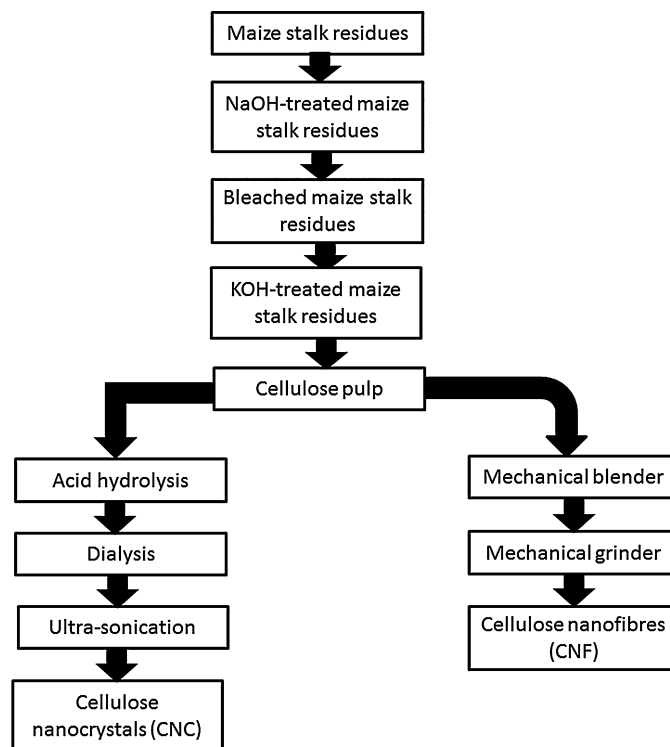 Maize stalk residues
NaOH-treated maize
stalk residues
Bleached maize stalk
residues
KOH-treated maize
stalk residues
Cellulose pulp
Acid hydrolysis
Dialysis
Ultra-sonication
Cellulose
nanocrystals (CNC)
Mechanical blender
Mechanical grinder
Cellulose nanofibres
(CNF)